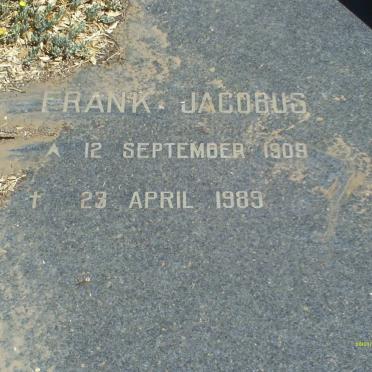 FRANK JACOBUS
12 SEPTEMBER 1909
† 23 APRIL 1989